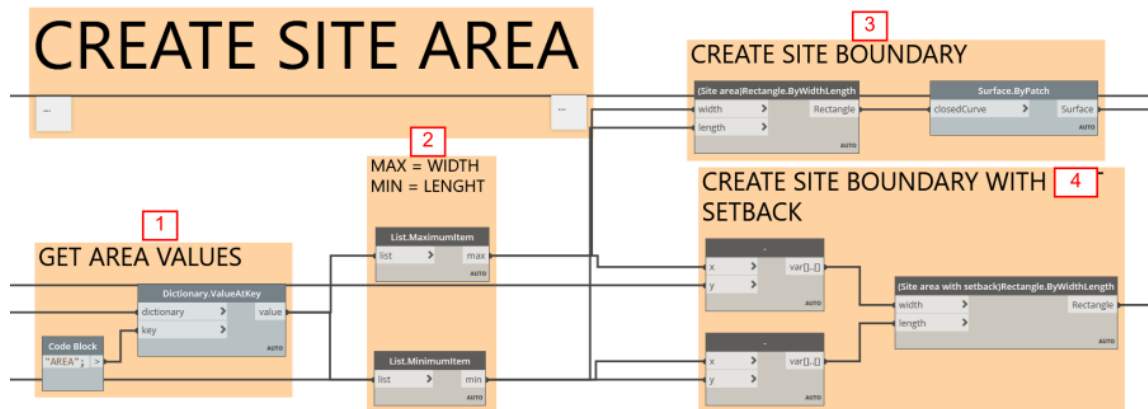 CREATE SITE AREA
...
...
3
CREATE SITE BOUNDARY
(Site area)Rectangle.ByWidthLength
width > Rectangle
length >
AUTO
Surface.ByPatch
closedCurve > Surface
AUTO
2
MAX = WIDTH
MIN = LENGHT
List.MaximumItem
list > max
AUTO
List.MinimumItem
list > min
AUTO
1
GET AREA VALUES
Dictionary.ValueAtKey
dictionary > value
key >
AUTO
Code Block
"AREA"; >
4
CREATE SITE BOUNDARY WITH
SETBACK
-
x > var[]..[]
y >
AUTO
-
x > var[]..[]
y >
AUTO
(Site area with setback)Rectangle.ByWidthLength
width > Rectangle
length >
AUTO